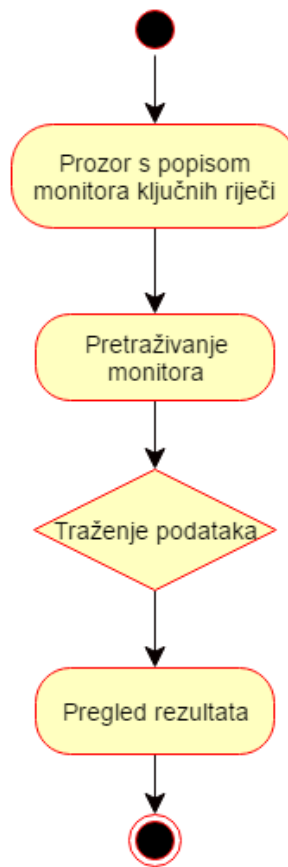 Prozor s popisom
monitora ključnih riječi
Pretraživanje
monitora
Traženje podataka
Pregled rezultata